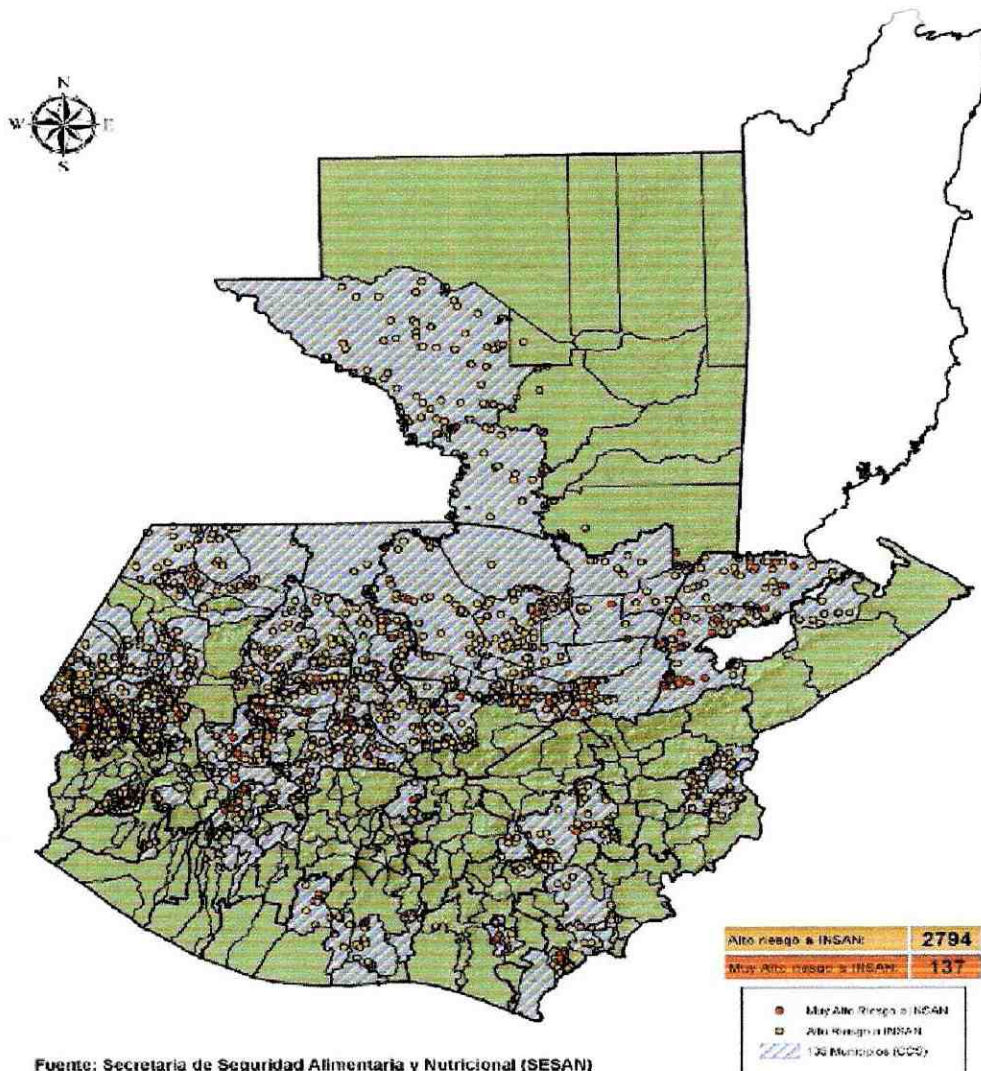 N
W E
S
Alto riesgo a INSAN: 2794
Muy Alto riesgo a INSAN: 137
Muy Alto Riesgo a INSAN
Alto Riesgo a INSAN
Municipios (CCS)
Fuente: Secretaria de Seguridad Alimentaria y Nutricional (SESAN)